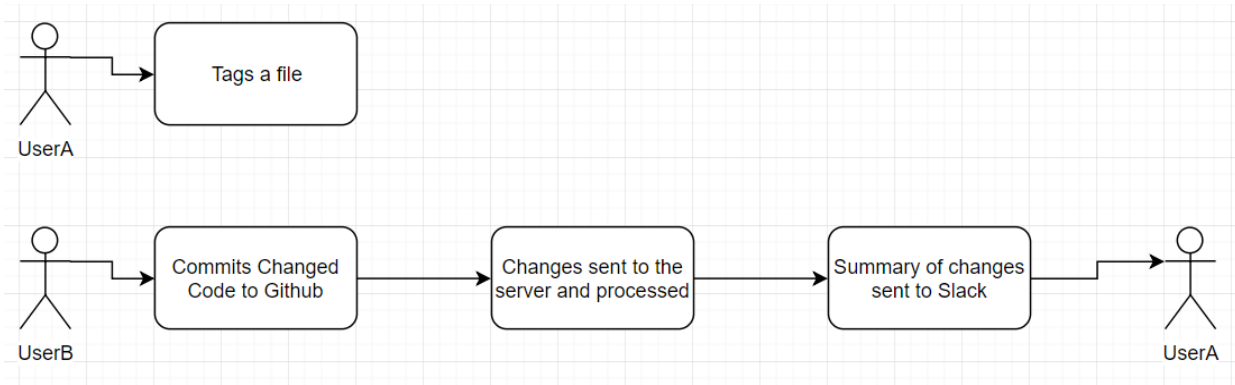 Tags a file
UserA
Commits Changed
Code to Github
Changes sent to the
server and processed
Summary of changes
sent to Slack
UserB
UserA